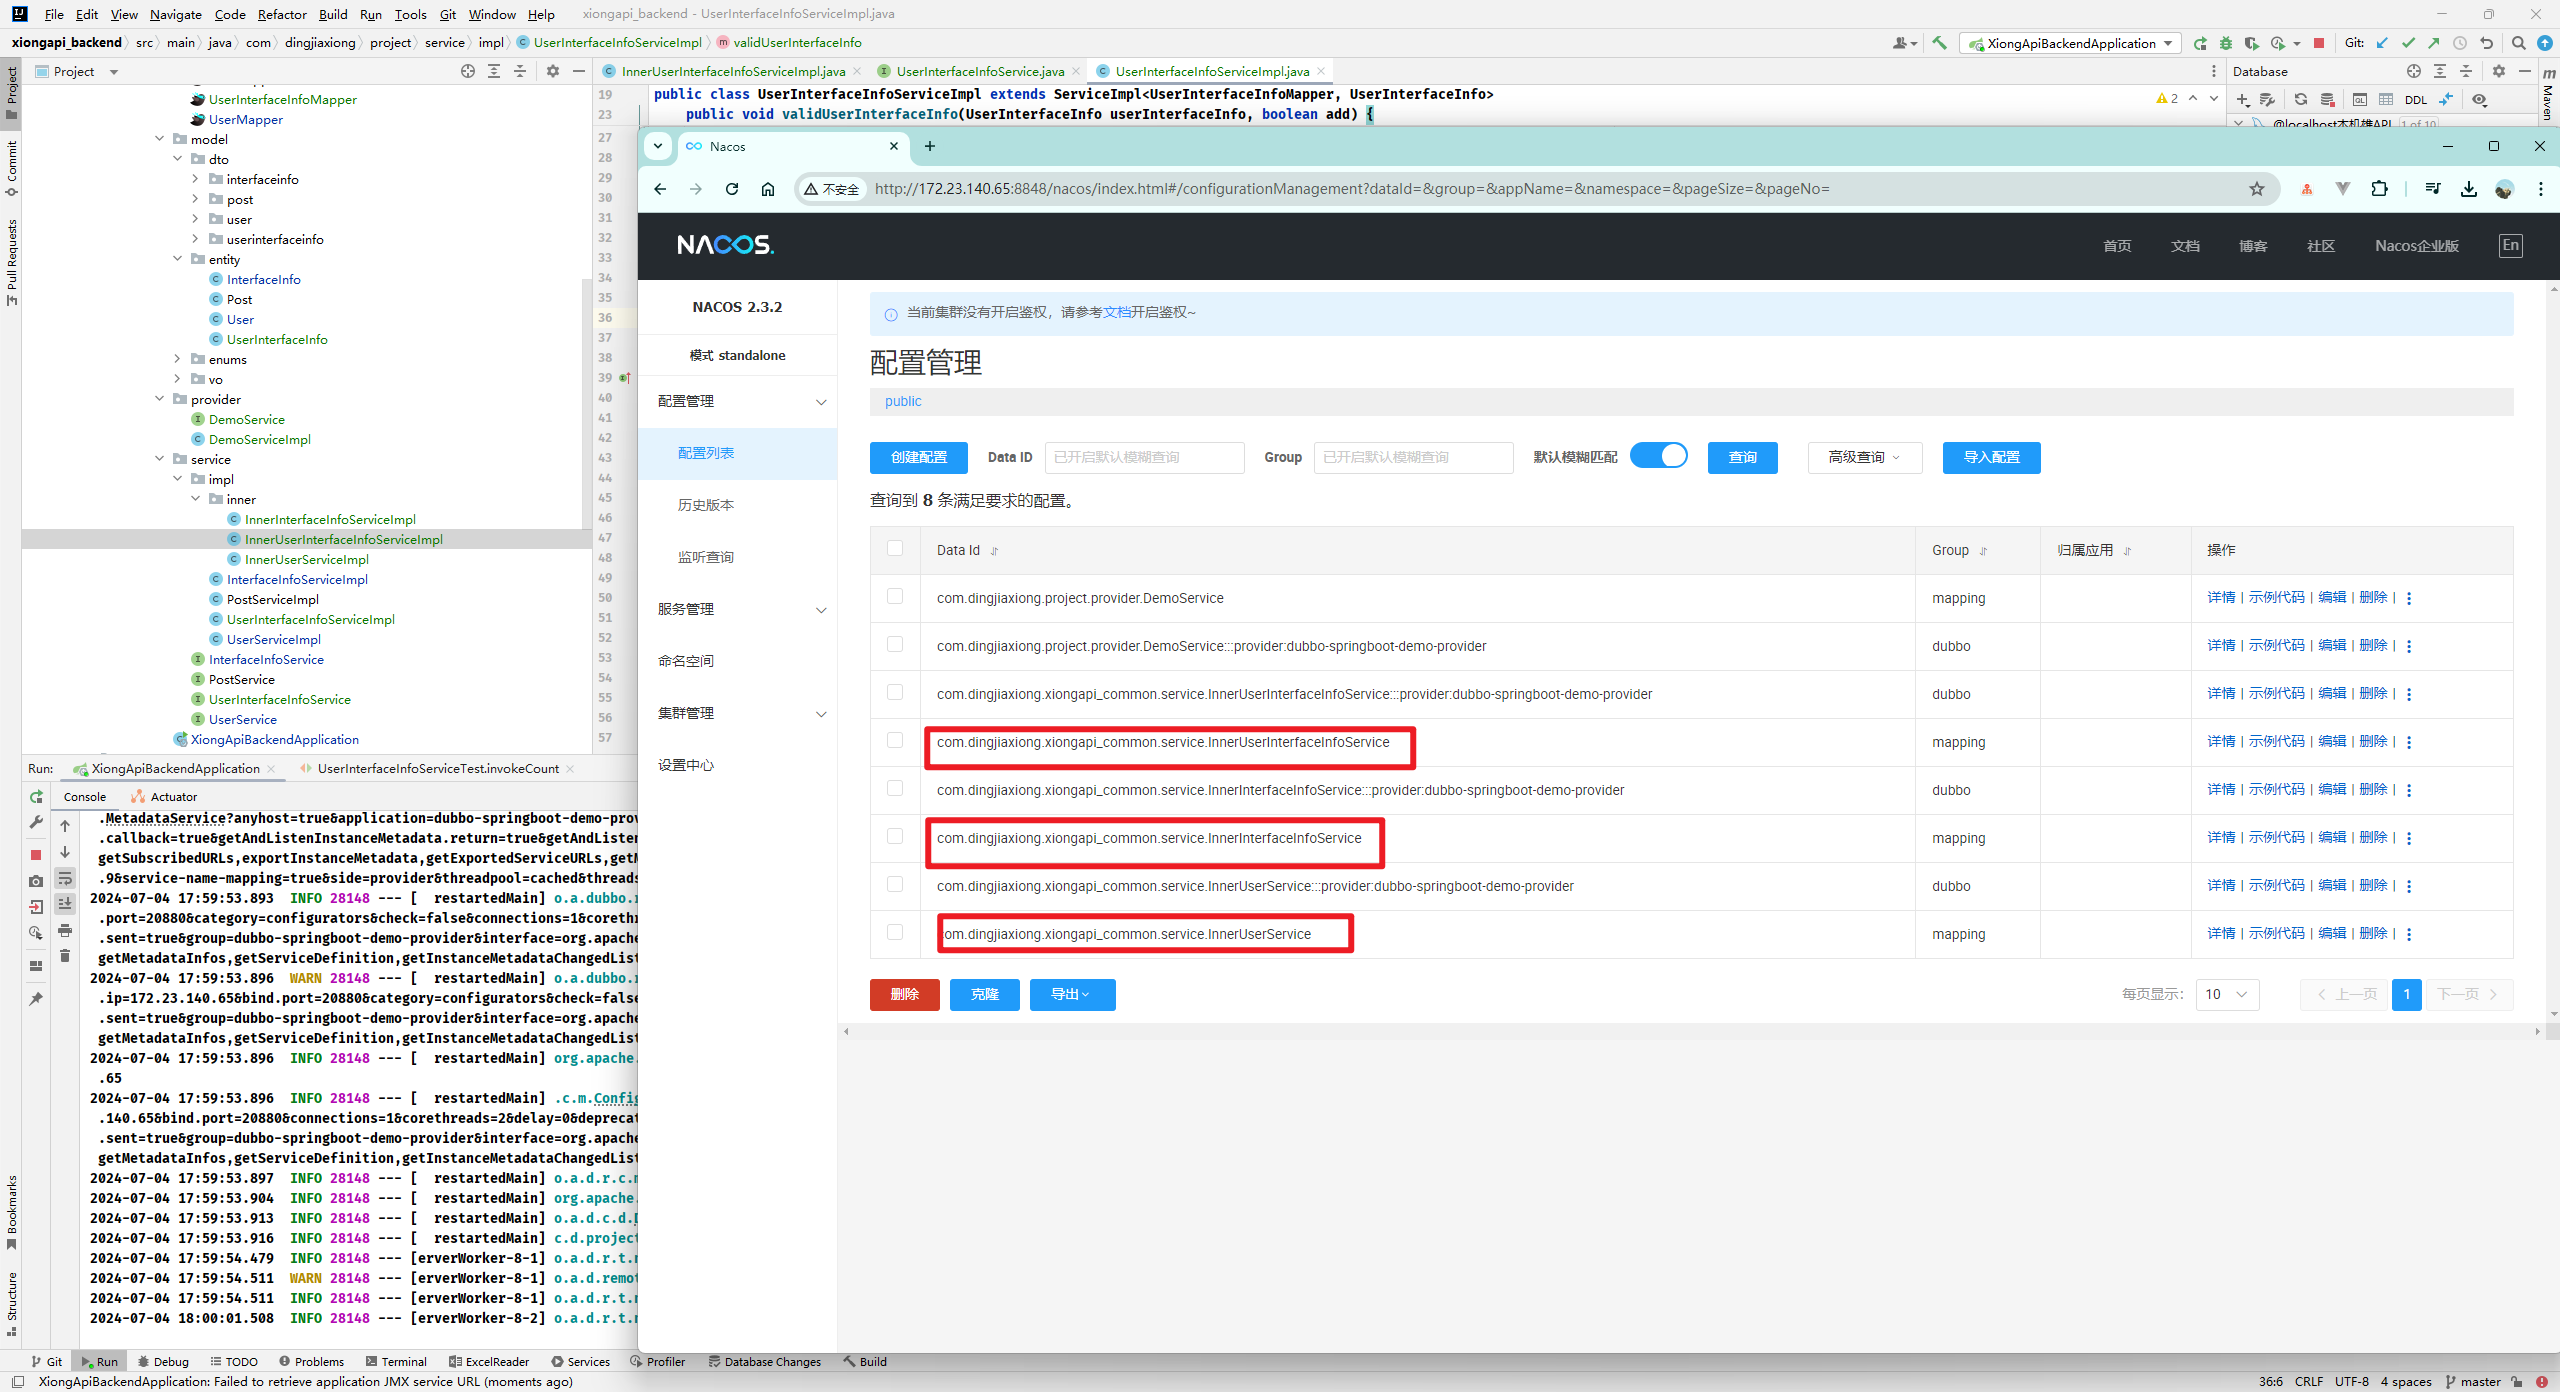 File Edit View Navigate Code Refactor Build Run Tools Git Window Help xiongapi_backend - UserInterfaceInfoServiceImpl.java
xiongapi_backend src main java com dingjiaxiong project service impl UserInterfaceInfoServiceImpl validUserInterfaceInfo
XiongApiBackendApplication Git:
Project
InnerUserInterfaceInfoServiceImpl.java UserInterfaceInfoService.java UserInterfaceInfoServiceImpl.java
Database
DDL
@localhost本机雄API 1 of 10
Project
Commit
Pull Requests
Bookmarks
Structure
Maven
UserInterfaceInfoMapper
UserMapper
model
dto
interfaceinfo
post
user
userinterfaceinfo
entity
InterfaceInfo
Post
User
UserInterfaceInfo
enums
vo
provider
DemoService
DemoServiceImpl
service
impl
inner
InnerInterfaceInfoServiceImpl
InnerUserInterfaceInfoServiceImpl
InnerUserServiceImpl
InterfaceInfoServiceImpl
PostServiceImpl
UserInterfaceInfoServiceImpl
UserServiceImpl
InterfaceInfoService
PostService
UserInterfaceInfoService
UserService
XiongApiBackendApplication
19 public class UserInterfaceInfoServiceImpl extends ServiceImpl<UserInterfaceInfoMapper, UserInterfaceInfo>
23 public void validUserInterfaceInfo(UserInterfaceInfo userInterfaceInfo, boolean add) {
2
27
28
29
30
31
32
33
34
35
36
37
38
39
40
41
42
43
44
45
46
47
48
49
50
51
52
53
54
55
56
57
Nacos
不安全 http://172.23.140.65:8848/nacos/index.html#/configurationManagement?dataId=&group=&appName=&namespace=&pageSize=&pageNo=
NACOS. 首页 文档 博客 社区 Nacos企业版 En
NACOS 2.3.2
模式 standalone
配置管理
配置列表
历史版本
监听查询
服务管理
命名空间
集群管理
设置中心
当前集群没有开启鉴权，请参考文档开启鉴权~
配置管理
public
创建配置 Data ID 已开启默认模糊查询 Group 已开启默认模糊查询 默认模糊匹配 查询 高级查询 导入配置
查询到 8 条满足要求的配置。
Data Id Group 归属应用 操作
com.dingjiaxiong.project.provider.DemoService mapping 详情 | 示例代码 | 编辑 | 删除 |
com.dingjiaxiong.project.provider.DemoService:::provider:dubbo-springboot-demo-provider dubbo 详情 | 示例代码 | 编辑 | 删除 |
com.dingjiaxiong.xiongapi_common.service.InnerUserInterfaceInfoService:::provider:dubbo-springboot-demo-provider dubbo 详情 | 示例代码 | 编辑 | 删除 |
com.dingjiaxiong.xiongapi_common.service.InnerUserInterfaceInfoService mapping 详情 | 示例代码 | 编辑 | 删除 |
com.dingjiaxiong.xiongapi_common.service.InnerInterfaceInfoService:::provider:dubbo-springboot-demo-provider dubbo 详情 | 示例代码 | 编辑 | 删除 |
com.dingjiaxiong.xiongapi_common.service.InnerInterfaceInfoService mapping 详情 | 示例代码 | 编辑 | 删除 |
com.dingjiaxiong.xiongapi_common.service.InnerUserService:::provider:dubbo-springboot-demo-provider dubbo 详情 | 示例代码 | 编辑 | 删除 |
com.dingjiaxiong.xiongapi_common.service.InnerUserService mapping 详情 | 示例代码 | 编辑 | 删除 |
删除 克隆 导出 每页显示: 10 上一页 1 下一页
Run: XiongApiBackendApplication UserInterfaceInfoServiceTest.invokeCount
Console Actuator
.MetadataService?anyhost=true&application=dubbo-springboot-demo-prov
.callback=true&getAndListenInstanceMetadata.return=true&getAndListen
getSubscribedURLs,exportInstanceMetadata,getExportedServiceURLs,getM
.9&service-name-mapping=true&side=provider&threadpool=cached&threads
2024-07-04 17:59:53.893 INFO 28148 --- [ restartedMain] o.a.dubbo.r
.port=20880&category=configurators&check=false&connections=1&corethr
.sent=true&group=dubbo-springboot-demo-provider&interface=org.apache
getMetadataInfos,getServiceDefinition,getInstanceMetadataChangedList
2024-07-04 17:59:53.896 WARN 28148 --- [ restartedMain] o.a.dubbo.r
.ip=172.23.140.65&bind.port=20880&category=configurators&check=false
.sent=true&group=dubbo-springboot-demo-provider&interface=org.apache
getMetadataInfos,getServiceDefinition,getInstanceMetadataChangedList
2024-07-04 17:59:53.896 INFO 28148 --- [ restartedMain] org.apache.
.65
2024-07-04 17:59:53.896 INFO 28148 --- [ restartedMain] .c.m.Config
.140.65&bind.port=20880&connections=1&corethreads=2&delay=0&deprecat
.sent=true&group=dubbo-springboot-demo-provider&interface=org.apache
getMetadataInfos,getServiceDefinition,getInstanceMetadataChangedList
2024-07-04 17:59:53.897 INFO 28148 --- [ restartedMain] o.a.d.r.c.m
2024-07-04 17:59:53.904 INFO 28148 --- [ restartedMain] org.apache.
2024-07-04 17:59:53.913 INFO 28148 --- [ restartedMain] o.a.d.c.d.D
2024-07-04 17:59:53.916 INFO 28148 --- [ restartedMain] c.d.project
2024-07-04 17:59:54.479 INFO 28148 --- [erverWorker-8-1] o.a.d.r.t.n
2024-07-04 17:59:54.511 WARN 28148 --- [erverWorker-8-1] o.a.d.remot
2024-07-04 17:59:54.511 INFO 28148 --- [erverWorker-8-1] o.a.d.r.t.n
2024-07-04 18:00:01.508 INFO 28148 --- [erverWorker-8-2] o.a.d.r.t.n
Git Run Debug TODO Problems Terminal ExcelReader Services Profiler Database Changes Build
XiongApiBackendApplication: Failed to retrieve application JMX service URL (moments ago) 36:6 CRLF UTF-8 4 spaces master